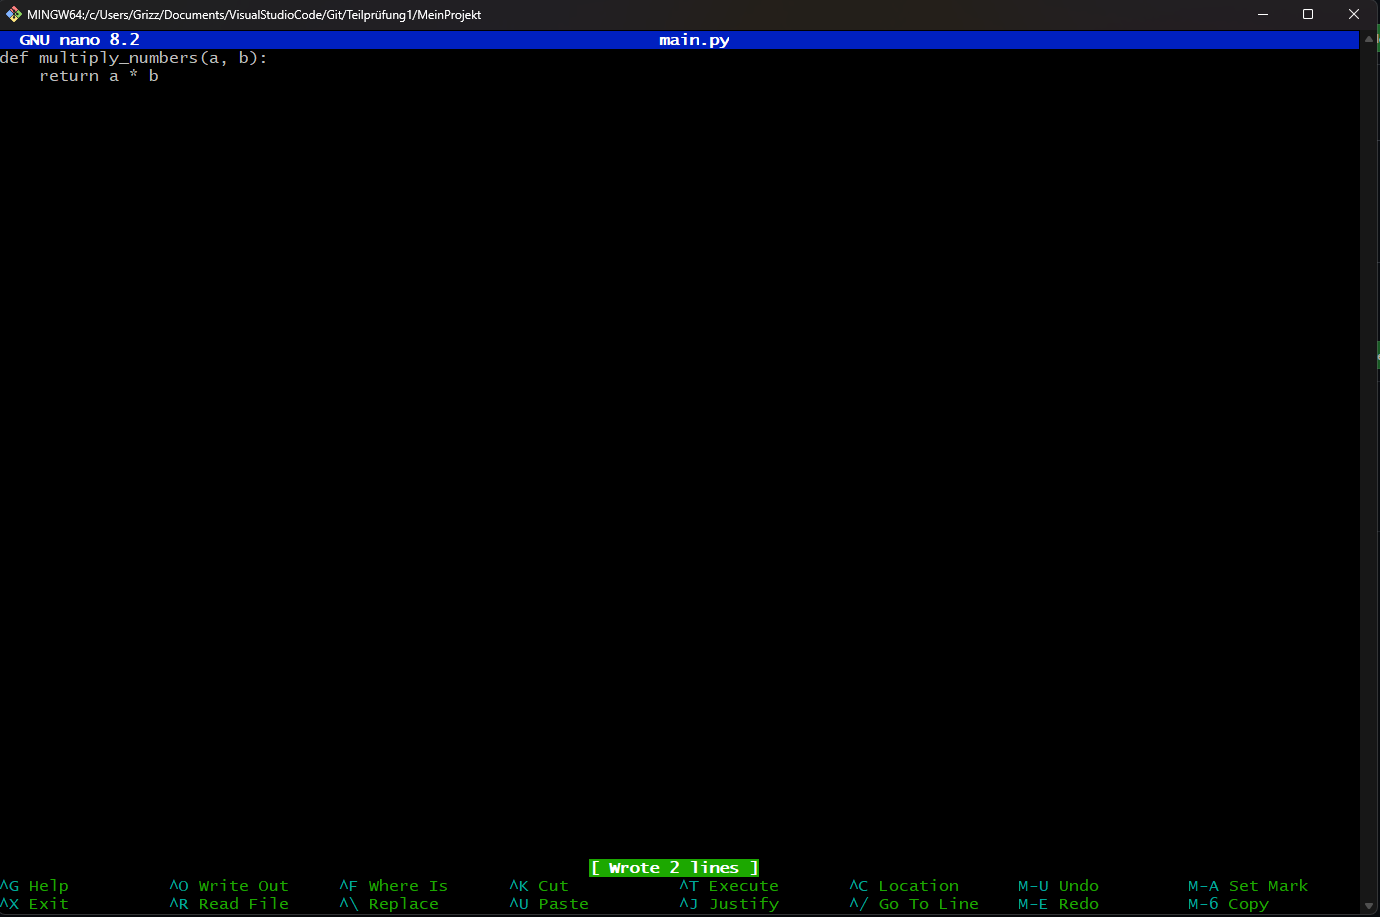 MINGW64:/c/Users/Grizz/Documents/VisualStudioCode/Git/Teilprüfung1/MeinProjekt
GNU nano 8.2 main.py
def multiply_numbers(a, b):
    return a * b
[ Wrote 2 lines ]
^G Help ^O Write Out ^F Where Is ^K Cut ^T Execute ^C Location M-U Undo M-A Set Mark
^X Exit ^R Read File ^\ Replace ^U Paste ^J Justify ^/ Go To Line M-E Redo M-6 Copy